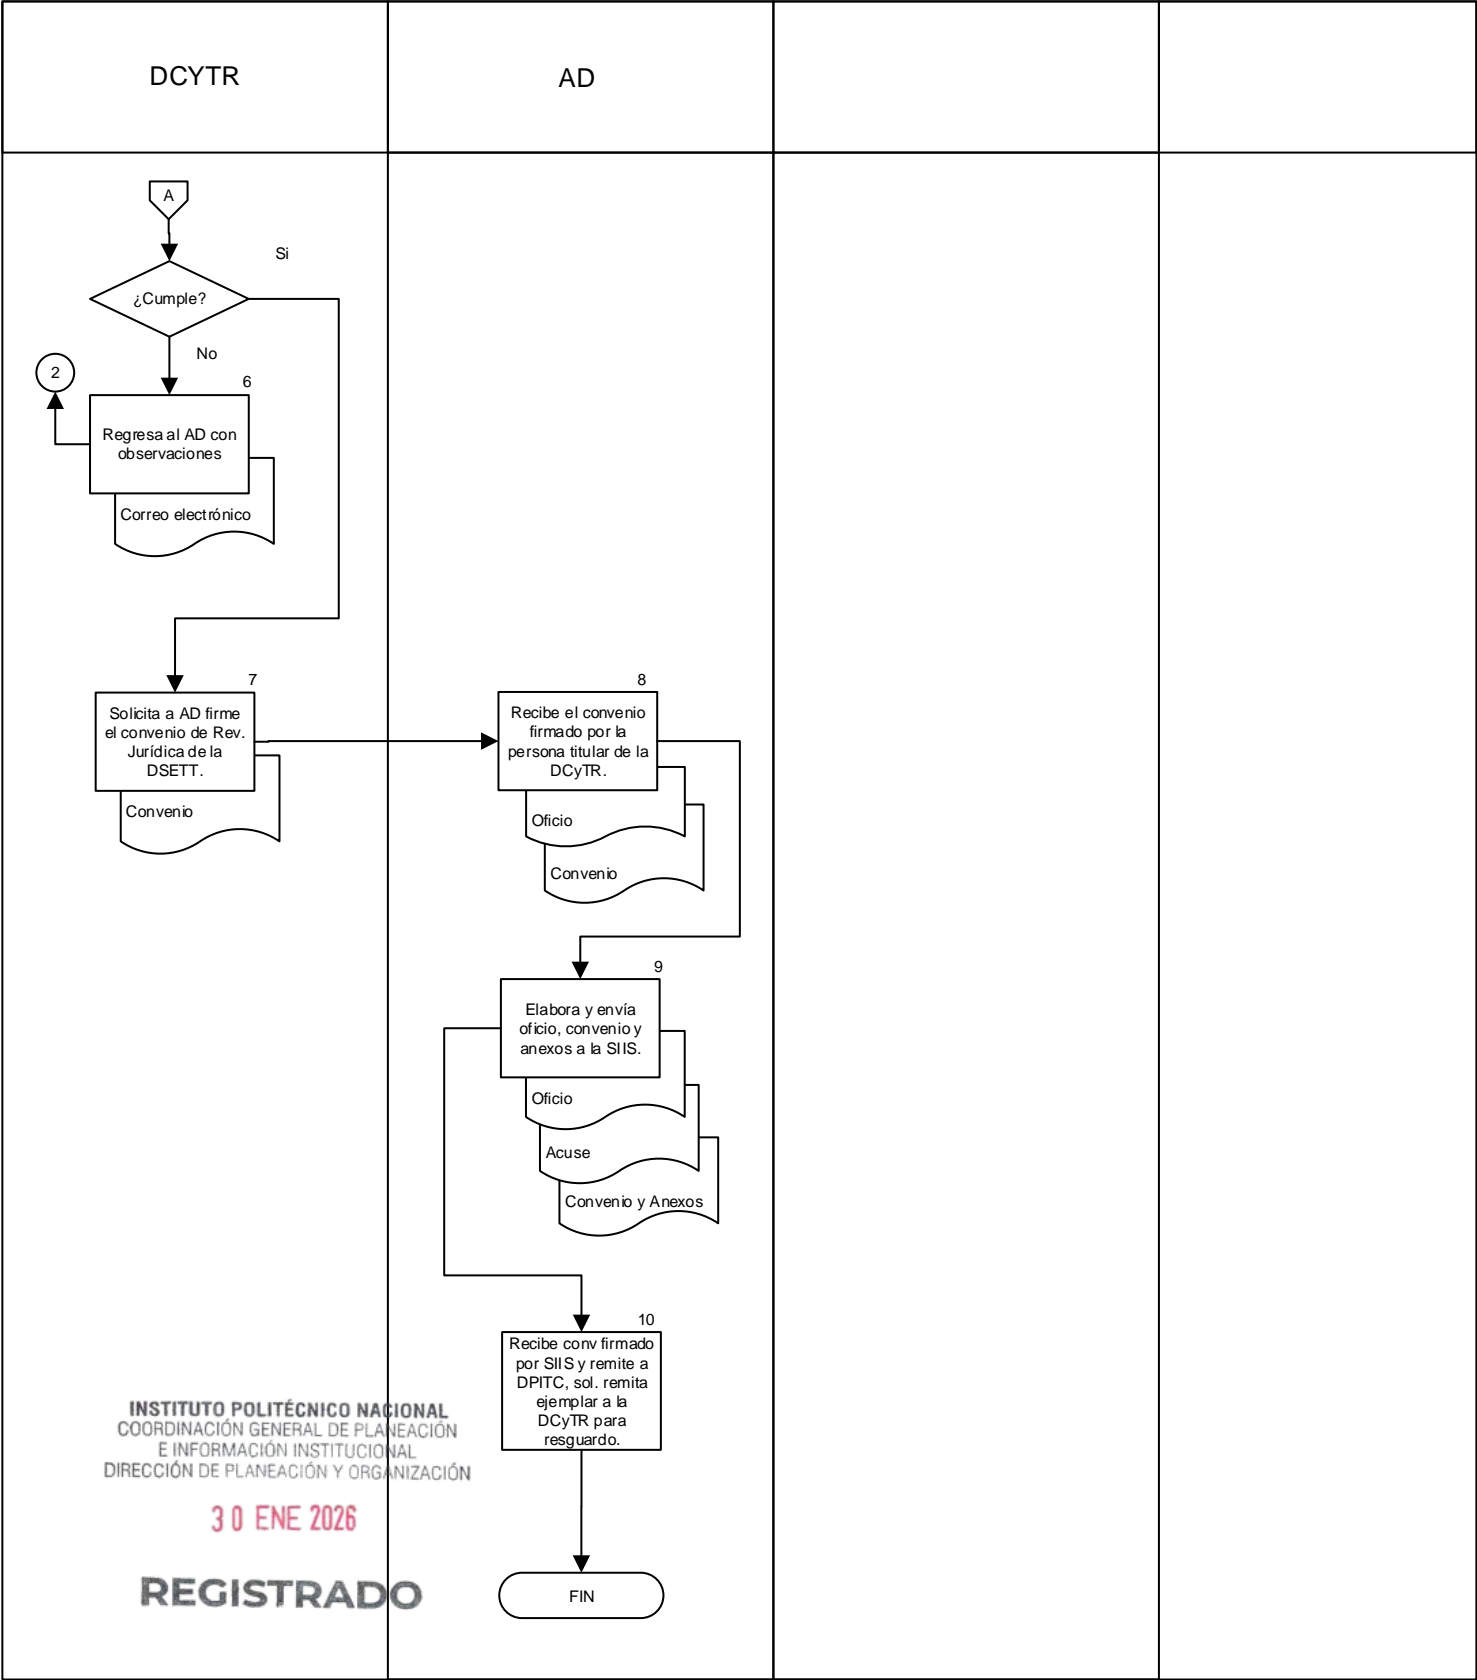 DCYTR
AD
A
Si
¿Cumple?
No
2
6
Regresa al AD con
observaciones
Correo electrónico
7
Solicita a AD firme
el convenio de Rev.
Jurídica de la
DSETT.
Convenio
8
Recibe el convenio
firmado por la
persona titular de la
DCyTR.
Oficio
Convenio
9
Elabora y envía
oficio, convenio y
anexos a la SIIS.
Oficio
Acuse
Convenio y Anexos
10
Recibe conv firmado
por SIIS y remite a
DPITC, sol. remita
ejemplar a la
DCyTR para
resguardo.
FIN
INSTITUTO POLITÉCNICO NACIONAL
COORDINACIÓN GENERAL DE PLANEACIÓN
E INFORMACIÓN INSTITUCIONAL
DIRECCIÓN DE PLANEACIÓN Y ORGANIZACIÓN
30 ENE 2026
REGISTRADO